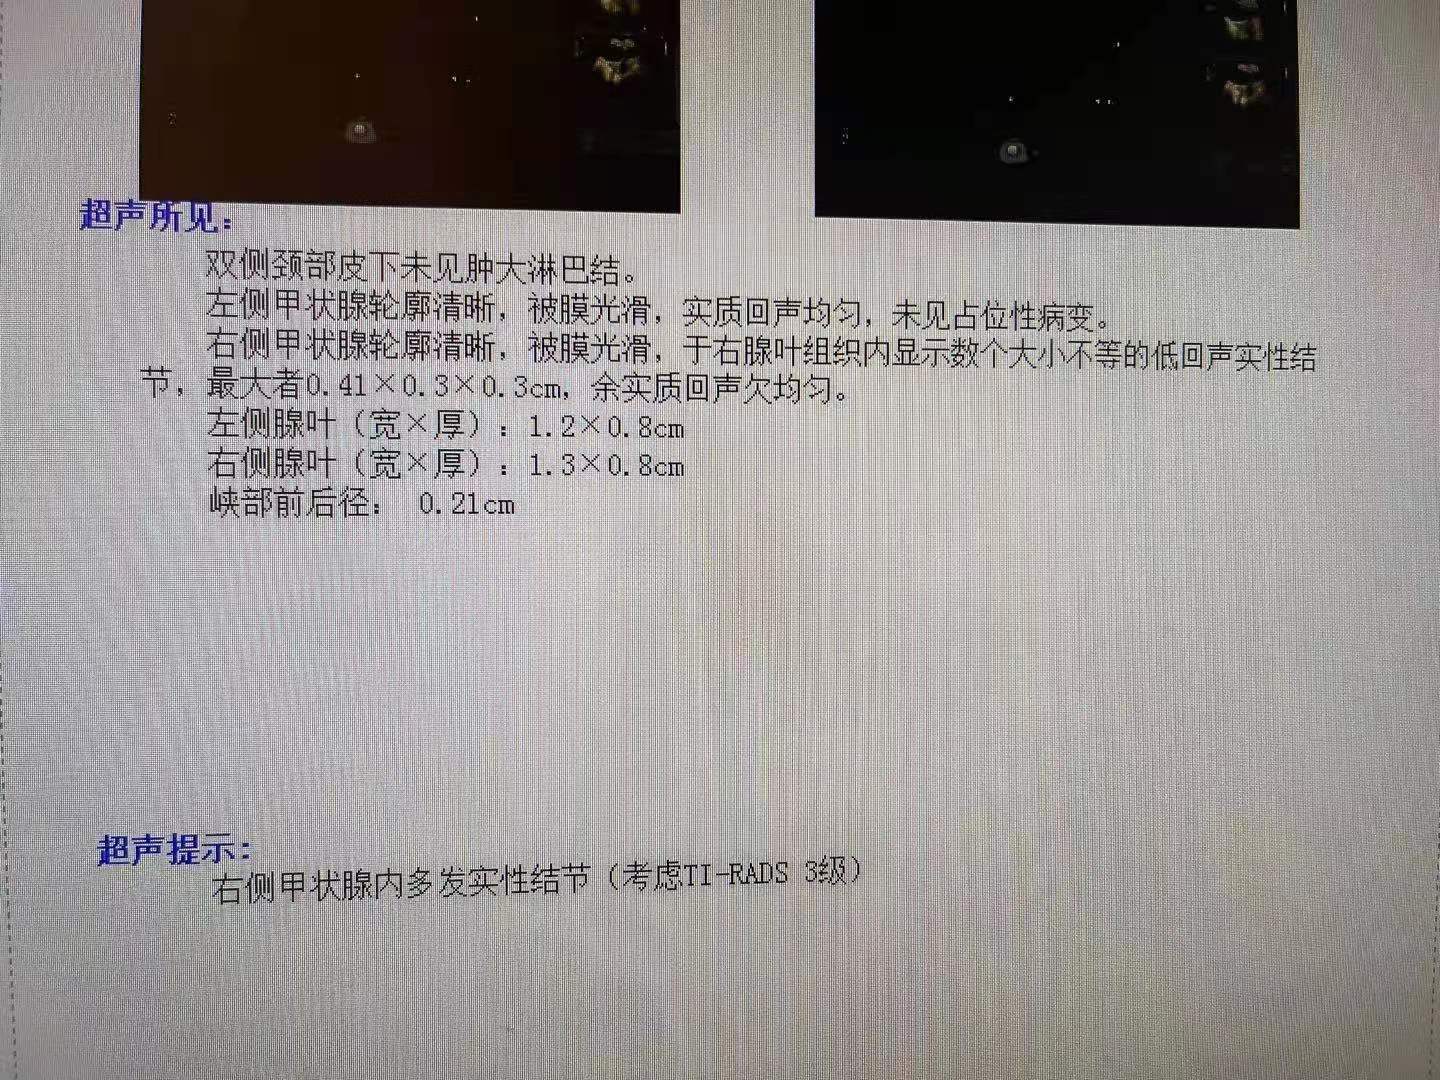 超声所见:
双侧颈部皮下未见肿大淋巴结。
左侧甲状腺轮廓清晰，被膜光滑，实质回声均匀，未见占位性病变。
右侧甲状腺轮廓清晰，被膜光滑，于右腺叶组织内显示数个大小不等的低回声实性结
节，最大者0.41×0.3×0.3cm，余实质回声欠均匀。
左侧腺叶（宽×厚）：1.2×0.8cm
右侧腺叶（宽×厚）：1.3×0.8cm
峡部前后径： 0.21cm
超声提示:
右侧甲状腺内多发实性结节（考虑TI-RADS 3级）